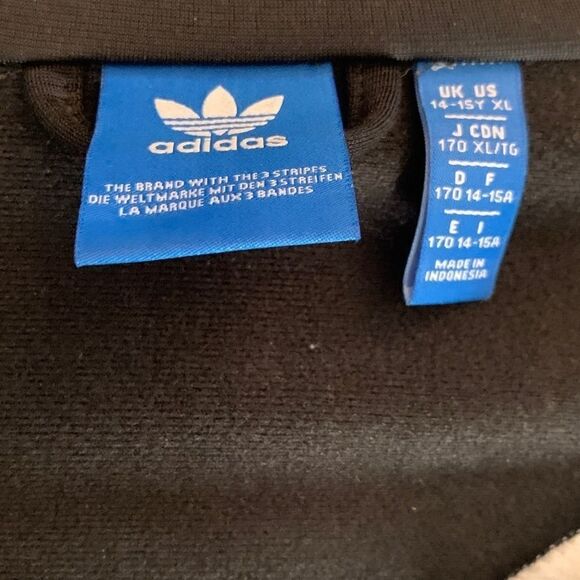 adidas
THE BRAND WITH THE 3 STRIPES
DIE WELTMARKE MIT DEN 3 STREIFEN
LA MARQUE AUX 3 BANDES
UK US
14-15Y XL
J CDN
170 XL/TG
D F
170 14-15A
E I
170 14-15A
MADE IN
INDONESIA